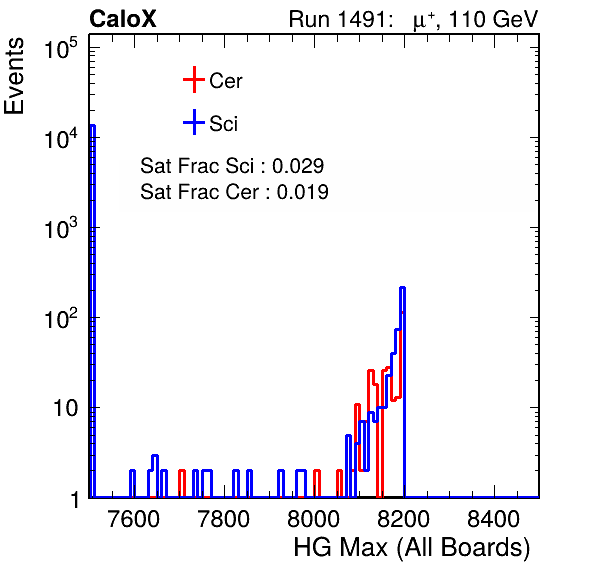 CaloX Run 1491: μ⁺, 110 GeV
Events
10⁵
10⁴
10³
10²
10
1
Cer
Sci
Sat Frac Sci : 0.029
Sat Frac Cer : 0.019
7600 7800 8000 8200 8400
HG Max (All Boards)